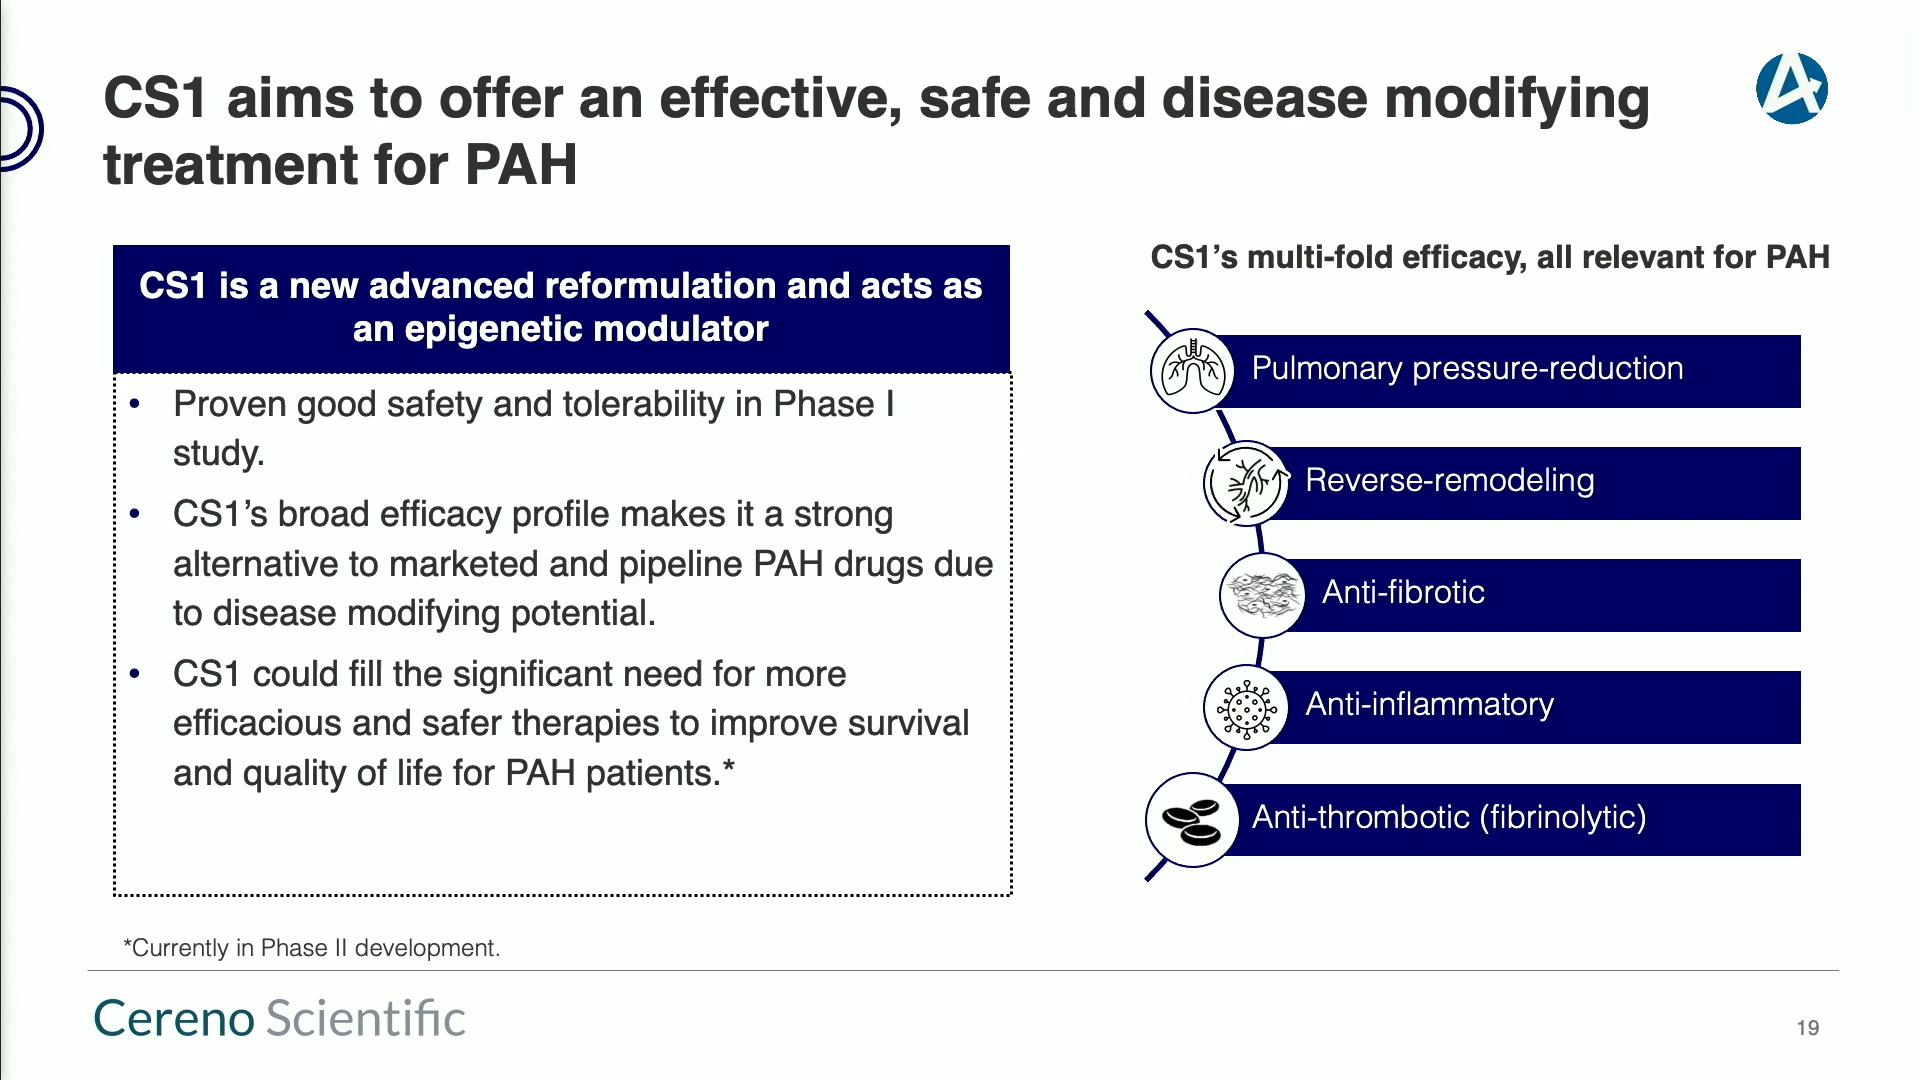 CS1 aims to offer an effective, safe and disease modifying
treatment for PAH
CS1 is a new advanced reformulation and acts as
an epigenetic modulator
• Proven good safety and tolerability in Phase I
study.
• CS1’s broad efficacy profile makes it a strong
alternative to marketed and pipeline PAH drugs due
to disease modifying potential.
• CS1 could fill the significant need for more
efficacious and safer therapies to improve survival
and quality of life for PAH patients.*
CS1’s multi-fold efficacy, all relevant for PAH
Pulmonary pressure-reduction
Reverse-remodeling
Anti-fibrotic
Anti-inflammatory
Anti-thrombotic (fibrinolytic)
*Currently in Phase II development.
Cereno Scientific
19